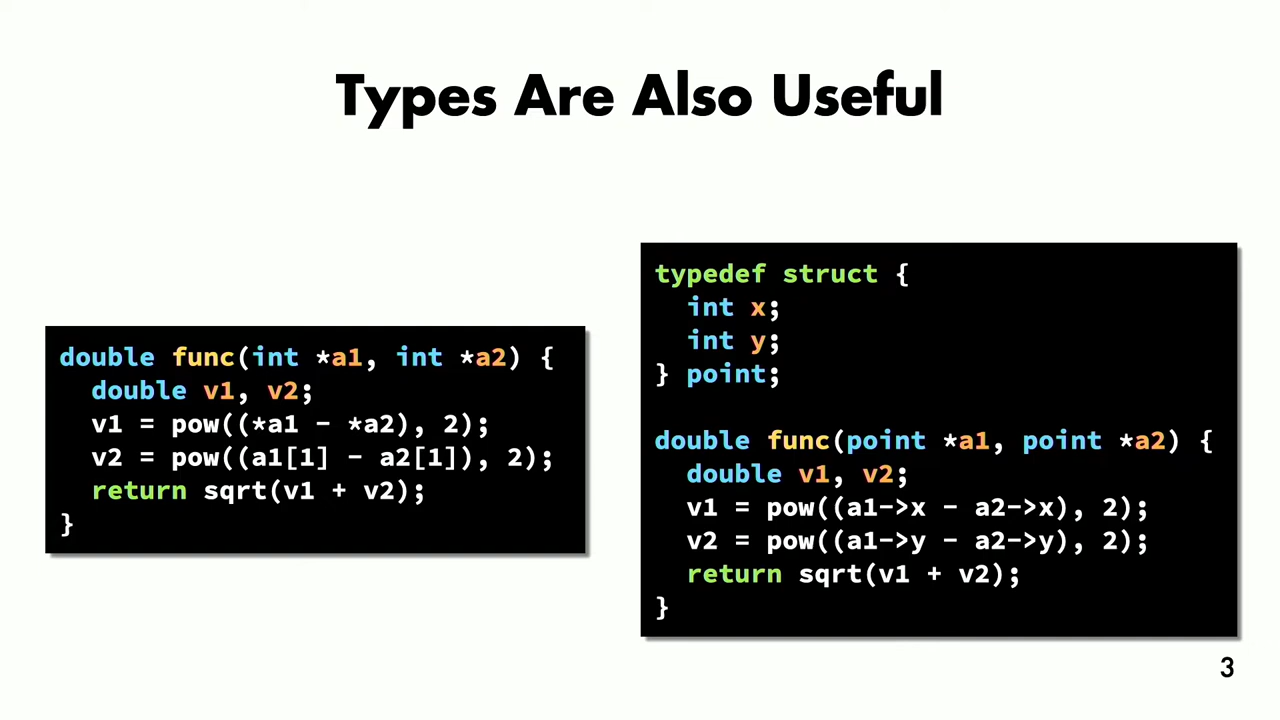 Types Are Also Useful
double func(int *a1, int *a2) {
  double v1, v2;
  v1 = pow((*a1 - *a2), 2);
  v2 = pow((a1[1] - a2[1]), 2);
  return sqrt(v1 + v2);
}
typedef struct {
  int x;
  int y;
} point;

double func(point *a1, point *a2) {
  double v1, v2;
  v1 = pow((a1->x - a2->x), 2);
  v2 = pow((a1->y - a2->y), 2);
  return sqrt(v1 + v2);
}
3